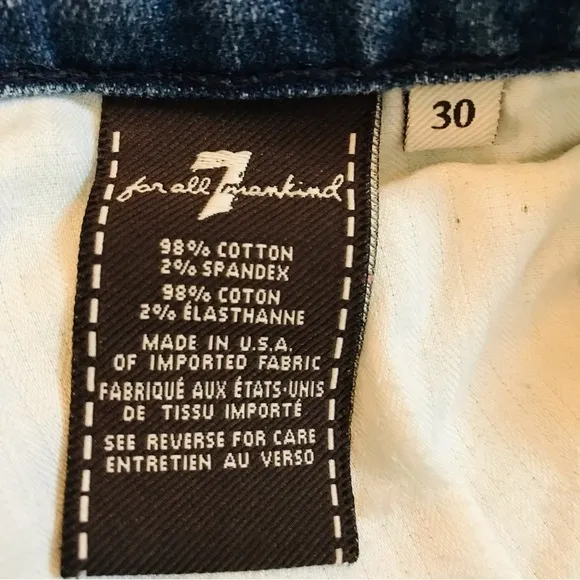 7
for all mankind
30
98% COTTON
2% SPANDEX
98% COTON
2% ÉLASTHANNE
MADE IN U.S.A.
OF IMPORTED FABRIC
FABRIQUÉ AUX ÉTATS-UNIS
DE TISSU IMPORTÉ
SEE REVERSE FOR CARE
ENTRETIEN AU VERSO